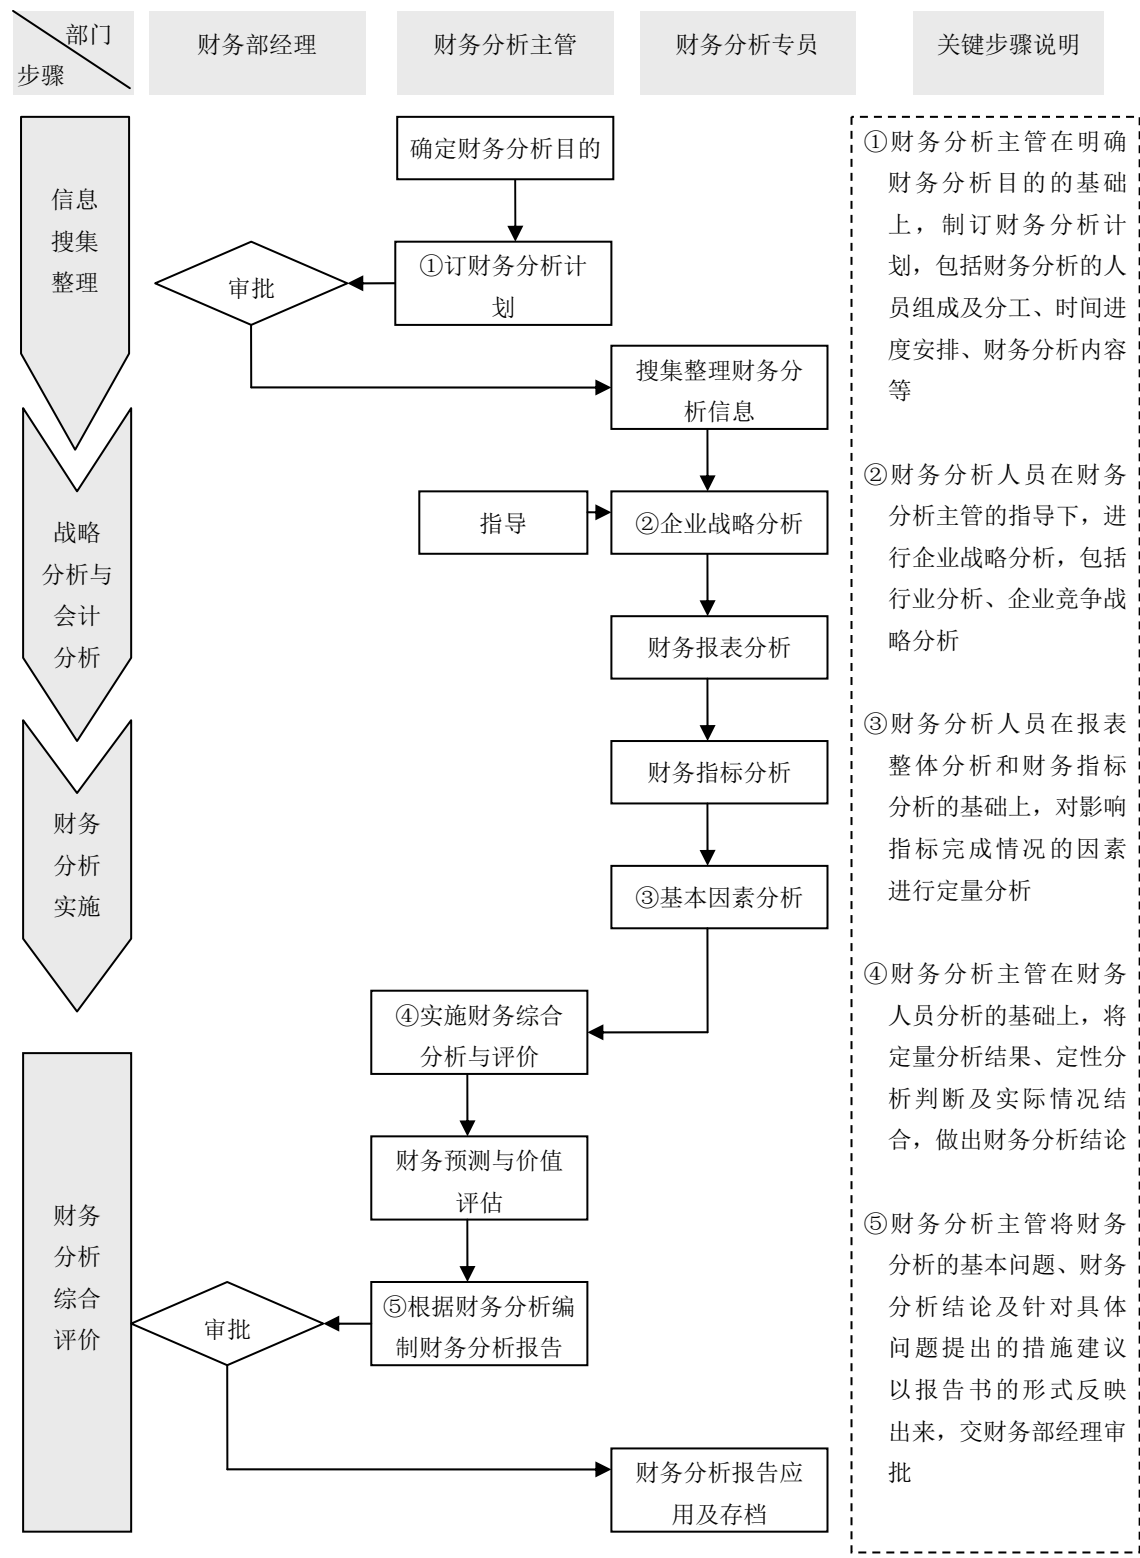 部门
步骤
财务部经理
财务分析主管
财务分析专员
关键步骤说明
信息
搜集
整理
战略
分析与
会计
分析
财务
分析
实施
财务
分析
综合
评价
确定财务分析目的
①订财务分析计
划
审批
搜集整理财务分
析信息
指导
②企业战略分析
财务报表分析
财务指标分析
③基本因素分析
④实施财务综合
分析与评价
财务预测与价值
评估
⑤根据财务分析编
制财务分析报告
审批
财务分析报告应
用及存档
①财务分析主管在明确
财务分析目的的基础
上，制订财务分析计
划，包括财务分析的人
员组成及分工、时间进
度安排、财务分析内容
等
②财务分析人员在财务
分析主管的指导下，进
行企业战略分析，包括
行业分析、企业竞争战
略分析
③财务分析人员在报表
整体分析和财务指标
分析的基础上，对影响
指标完成情况的因素
进行定量分析
④财务分析主管在财务
人员分析的基础上，将
定量分析结果、定性分
析判断及实际情况结
合，做出财务分析结论
⑤财务分析主管将财务
分析的基本问题、财务
分析结论及针对具体
问题提出的措施建议
以报告书的形式反映
出来，交财务部经理审
批